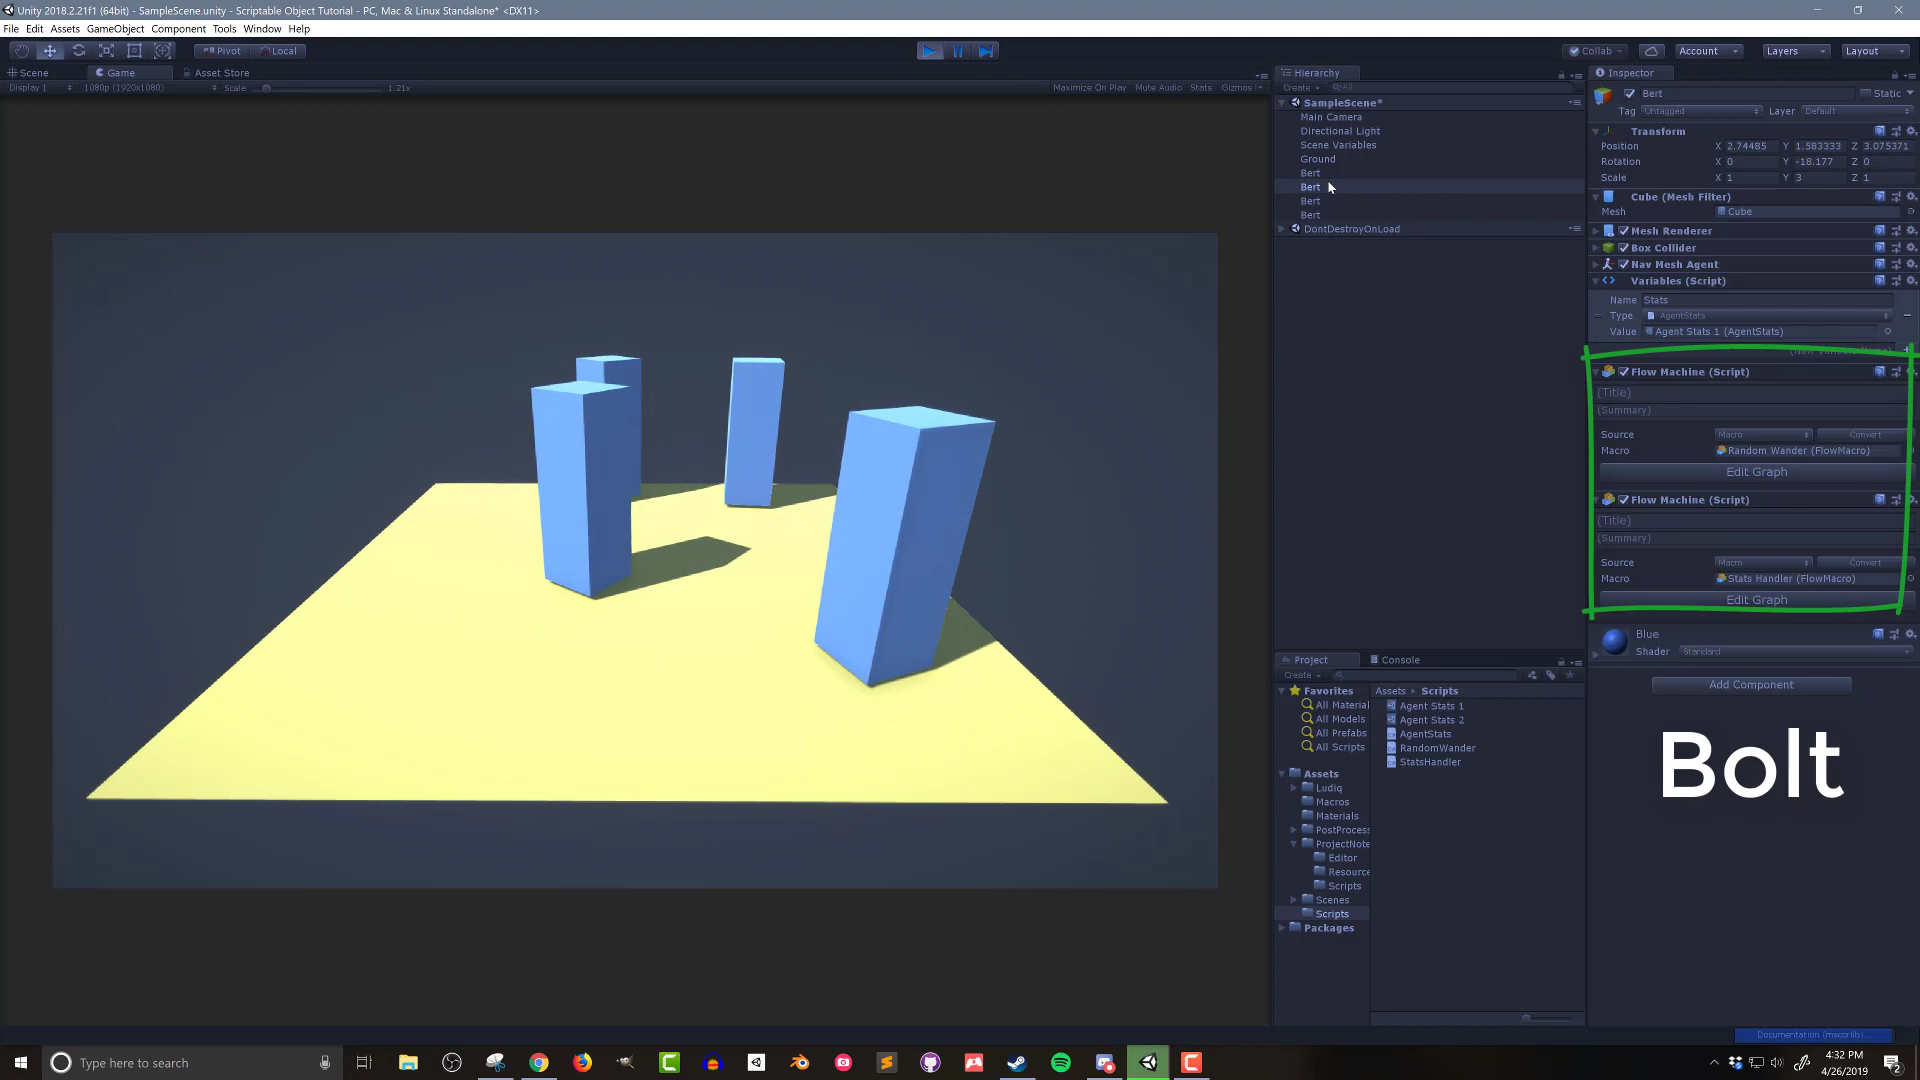 Unity 2018.2.21f1 (64bit) - SampleScene.unity - Scriptable Object Tutorial - PC, Mac & Linux Standalone* <DX11>
File Edit Assets GameObject Component Tools Window Help
Pivot Local
Collab Account Layers Layout
Scene Game Asset Store
Display 1 1080p (1920x1080) Scale 1.21x Maximize On Play Mute Audio Stats Gizmos
Hierarchy
Create All
SampleScene*
Main Camera
Directional Light
Scene Variables
Ground
Bert
Bert
Bert
Bert
DontDestroyOnLoad
Inspector
Bert Static
Tag Untagged Layer Default
Transform
Position X 2.74485 Y 1.583333 Z 3.075371
Rotation X 0 Y -18.177 Z 0
Scale X 1 Y 3 Z 1
Cube (Mesh Filter)
Mesh Cube
Mesh Renderer
Box Collider
Nav Mesh Agent
Variables (Script)
Name Stats
Type AgentStats
Value Agent Stats 1 (AgentStats)
Flow Machine (Script)
(Title)
(Summary)
Source Macro Convert
Macro Random Wander (FlowMacro)
Edit Graph
Flow Machine (Script)
(Title)
(Summary)
Source Macro Convert
Macro Stats Handler (FlowMacro)
Edit Graph
Blue
Shader Standard
Add Component
Bolt
Project Console
Create
Favorites
All Material
All Models
All Prefabs
All Scripts
Assets
Ludiq
Macros
Materials
PostProcess
ProjectNote
Editor
Resource
Scripts
Scenes
Scripts
Packages
Assets Scripts
Agent Stats 1
Agent Stats 2
AgentStats
RandomWander
StatsHandler
Documentation (mscorlib)...
Type here to search
4:32 PM
4/26/2019
2